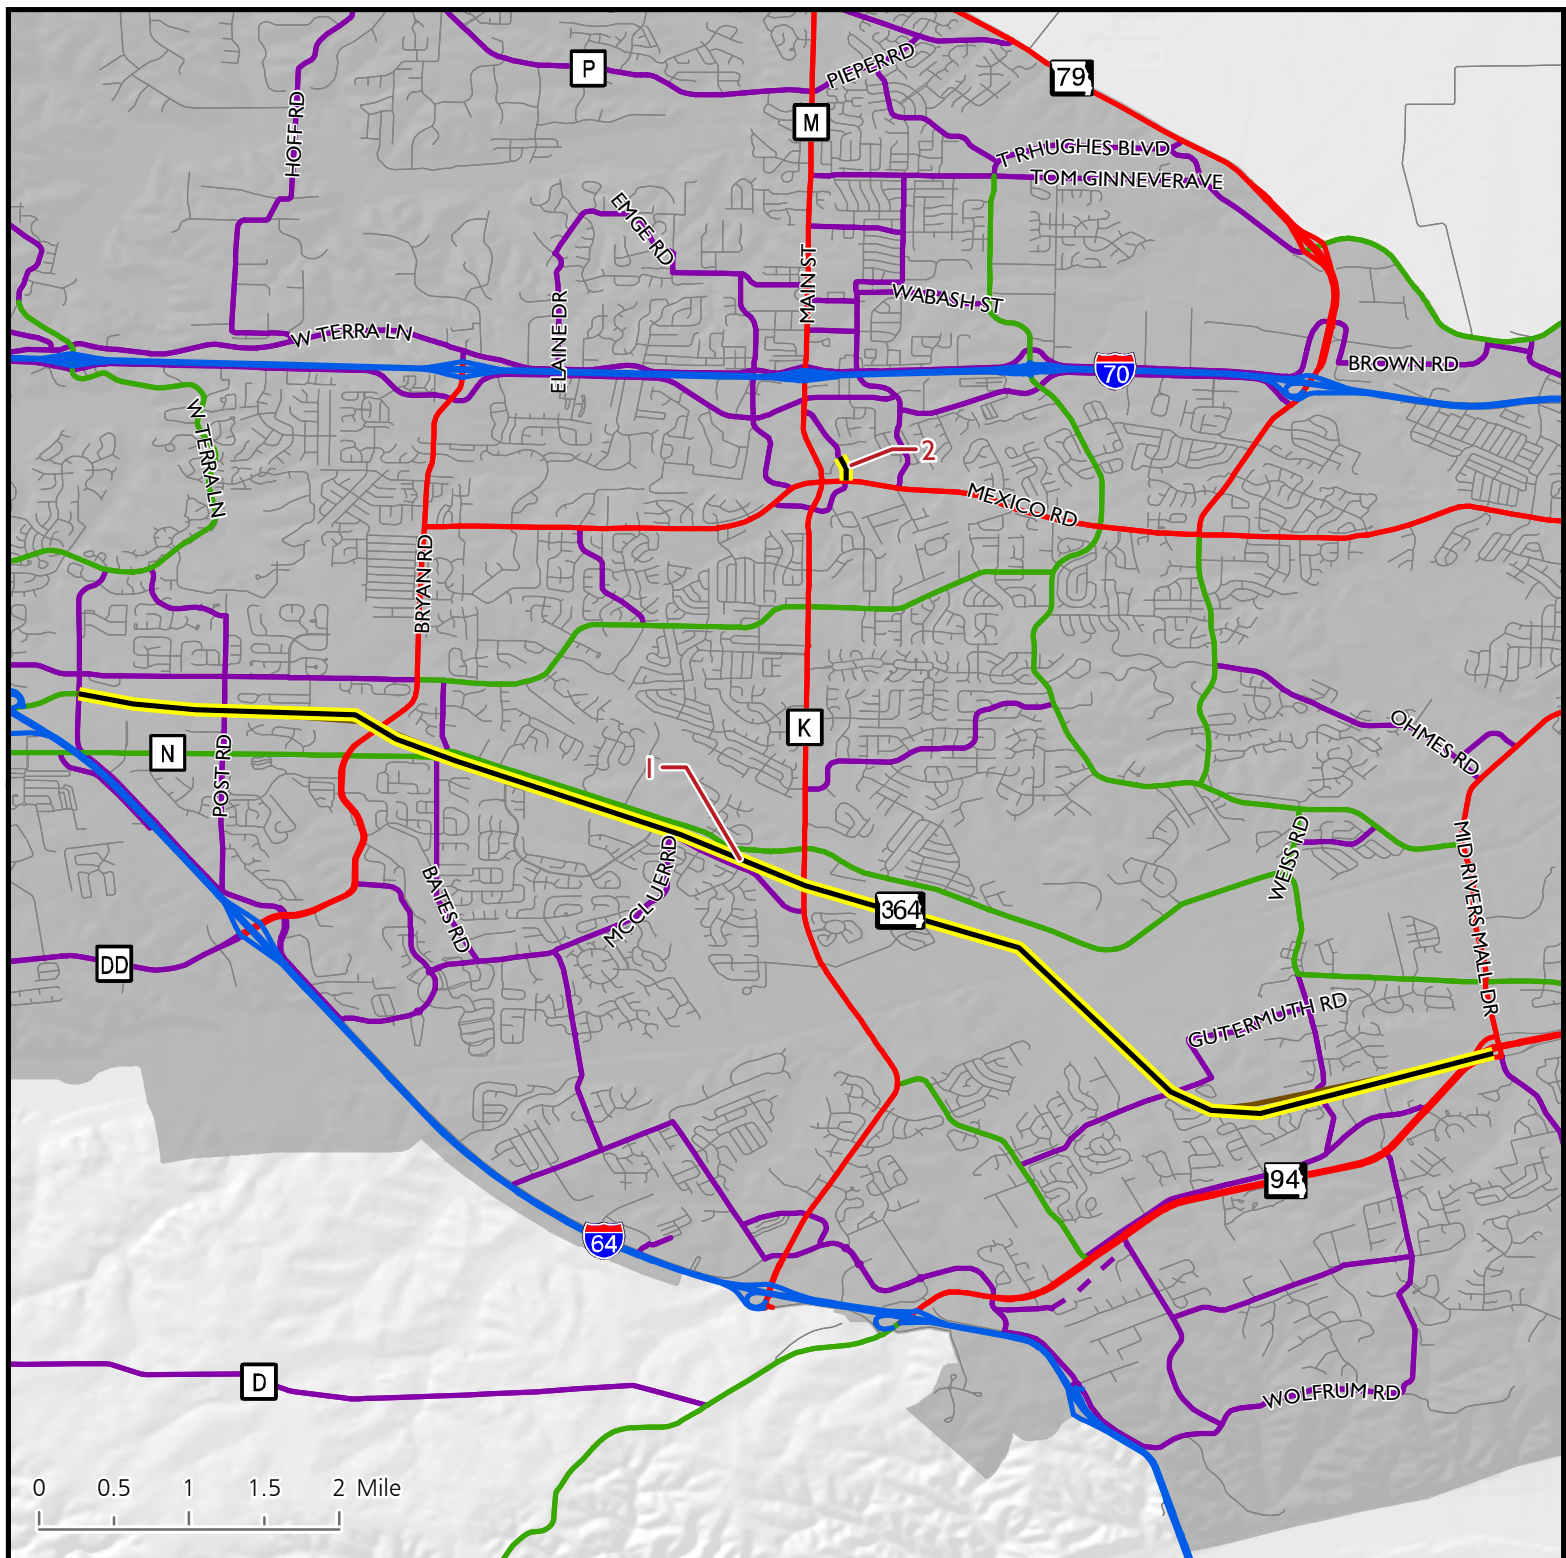 P
PIEPER RD
79
M
HOFF RD
T R HUGHES BLVD
TOM GINNEVER AVE
EMGE RD
MAIN ST
WABASH ST
ELAINE DR
W TERRA LN
BROWN RD
70
W TERRA LN
2
MEXICO RD
BRYAN RD
K
OHMES RD
N
POST RD
1
MID RIVERS MALL DR
WEISS RD
BATES RD
MCCLUER RD
364
DD
GUTERMUTH RD
94
64
D
WOLFRUM RD
0 0.5 1 1.5 2 Mile